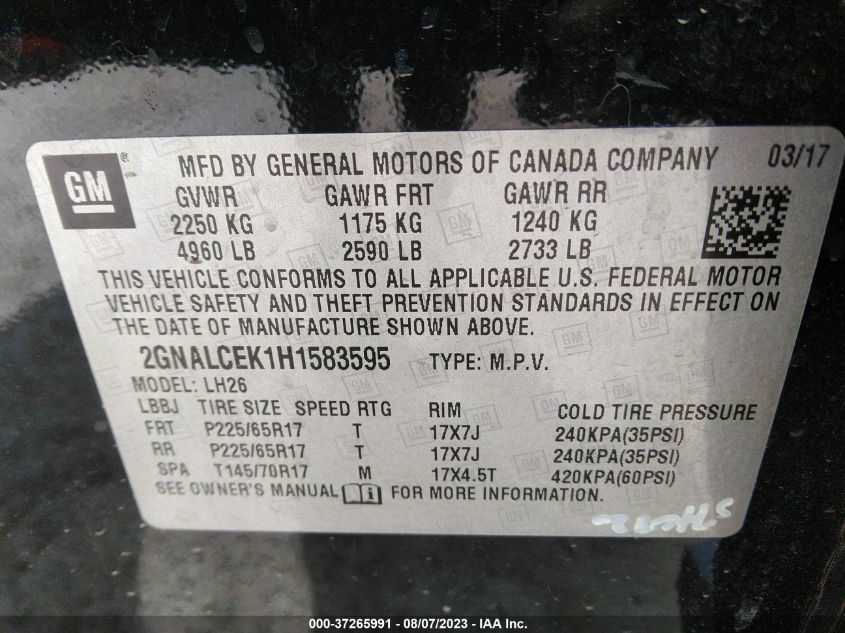 GM ® MFD BY GENERAL MOTORS OF CANADA COMPANY 03/17
GVWR GAWR FRT GAWR RR
2250 KG 1175 KG 1240 KG
4960 LB 2590 LB 2733 LB
THIS VEHICLE CONFORMS TO ALL APPLICABLE U.S. FEDERAL MOTOR
VEHICLE SAFETY AND THEFT PREVENTION STANDARDS IN EFFECT ON
THE DATE OF MANUFACTURE SHOWN ABOVE.
2GNALCEK1H1583595 TYPE: M.P.V.
MODEL: LH26
LBBJ TIRE SIZE SPEED RTG RIM COLD TIRE PRESSURE
FRT P225/65R17 T 17X7J 240KPA(35PSI)
RR P225/65R17 T 17X7J 240KPA(35PSI)
SPA T145/70R17 M 17X4.5T 420KPA(60PSI)
SEE OWNER'S MANUAL FOR MORE INFORMATION.
000-37265991 - 08/07/2023 - IAA Inc.